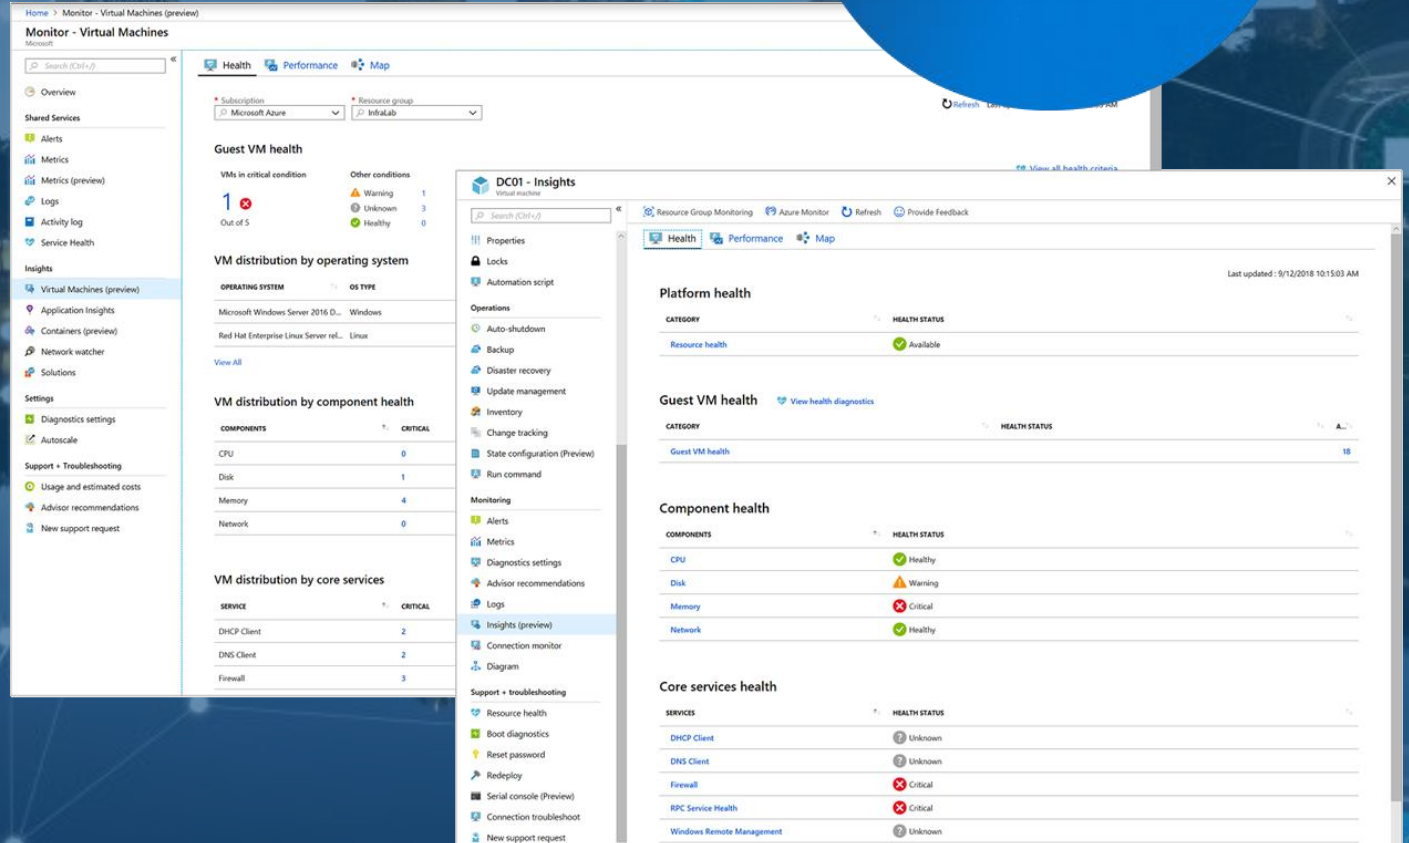 Home > Monitor - Virtual Machines (preview)
Monitor - Virtual Machines
Microsoft
Search (Ctrl+/)
Overview
Shared Services
Alerts
Metrics
Metrics (preview)
Logs
Activity log
Service Health
Insights
Virtual Machines (preview)
Application Insights
Containers (preview)
Network watcher
Solutions
Settings
Diagnostics settings
Autoscale
Support + Troubleshooting
Usage and estimated costs
Advisor recommendations
New support request
Health Performance Map
* Subscription * Resource group
Microsoft Azure InfraLab
Refresh AM
Guest VM health
View all health criteria
VMs in critical condition Other conditions
1 Warning 1
Unknown 3
Out of 5 Healthy 0
VM distribution by operating system
OPERATING SYSTEM OS TYPE
Microsoft Windows Server 2016 D... Windows
Red Hat Enterprise Linux Server rel... Linux
View All
VM distribution by component health
COMPONENTS CRITICAL
CPU 0
Disk 1
Memory 4
Network 0
VM distribution by core services
SERVICE CRITICAL
DHCP Client 2
DNS Client 2
Firewall 3
DC01 - Insights
Virtual machine
Search (Ctrl+/)
Properties
Locks
Automation script
Operations
Auto-shutdown
Backup
Disaster recovery
Update management
Inventory
Change tracking
State configuration (Preview)
Run command
Monitoring
Alerts
Metrics
Diagnostics settings
Advisor recommendations
Logs
Insights (preview)
Connection monitor
Diagram
Support + troubleshooting
Resource health
Boot diagnostics
Reset password
Redeploy
Serial console (Preview)
Connection troubleshoot
New support request
Resource Group Monitoring Azure Monitor Refresh Provide Feedback
Health Performance Map
Last updated : 9/12/2018 10:15:03 AM
Platform health
CATEGORY HEALTH STATUS
Resource health Available
Guest VM health View health diagnostics
CATEGORY HEALTH STATUS A...
Guest VM health 18
Component health
COMPONENTS HEALTH STATUS
CPU Healthy
Disk Warning
Memory Critical
Network Healthy
Core services health
SERVICES HEALTH STATUS
DHCP Client Unknown
DNS Client Unknown
Firewall Critical
RPC Service Health Critical
Windows Remote Management Unknown